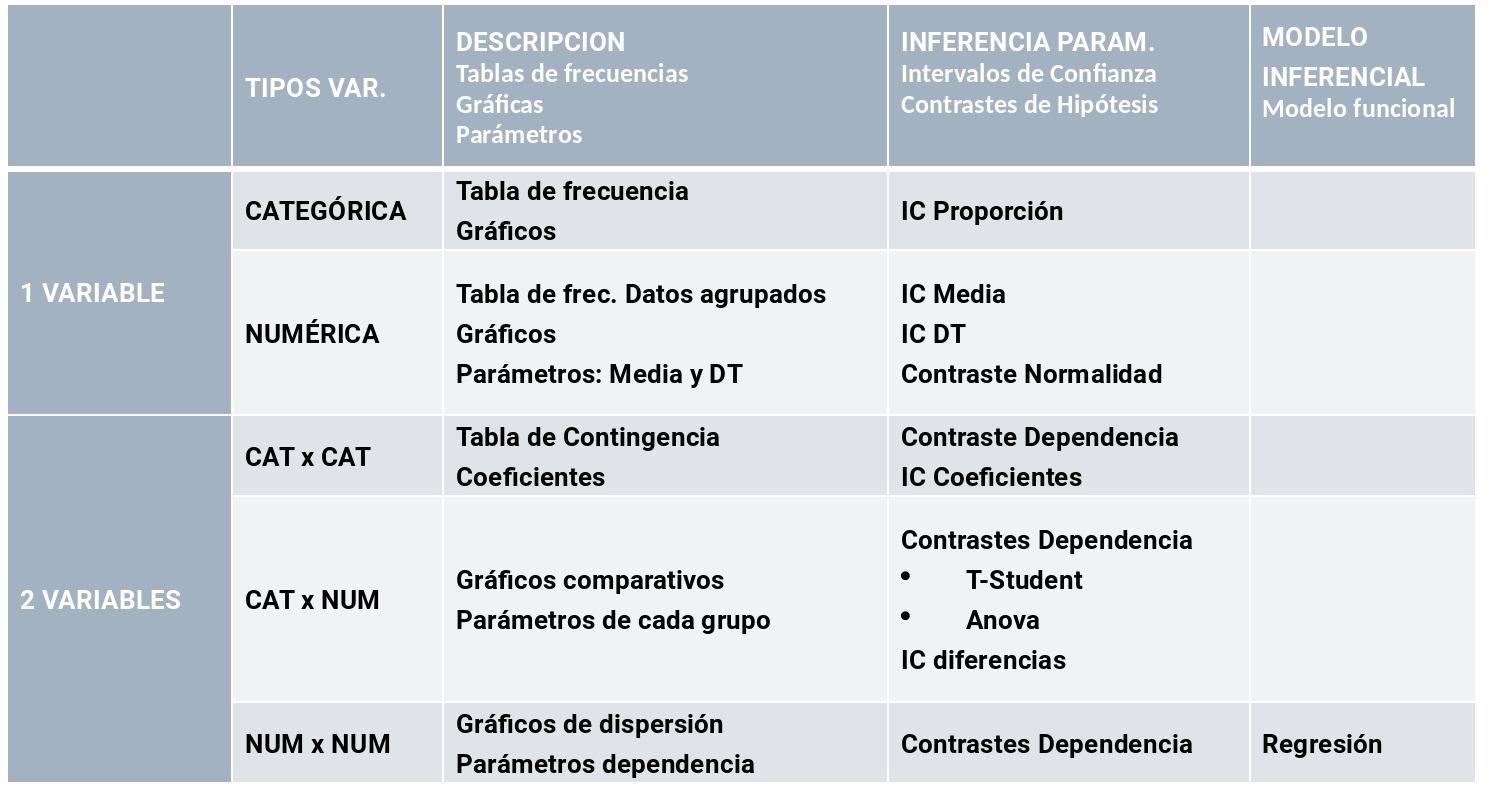 TIPOS VAR.
DESCRIPCION
Tablas de frecuencias
Gráficas
Parámetros
INFERENCIA PARAM.
Intervalos de Confianza
Contrastes de Hipótesis
MODELO
INFERENCIAL
Modelo funcional
1 VARIABLE
CATEGÓRICA
Tabla de frecuencia
Gráficos
IC Proporción
NUMÉRICA
Tabla de frec. Datos agrupados
Gráficos
Parámetros: Media y DT
IC Media
IC DT
Contraste Normalidad
2 VARIABLES
CAT x CAT
Tabla de Contingencia
Coeficientes
Contraste Dependencia
IC Coeficientes
CAT x NUM
Gráficos comparativos
Parámetros de cada grupo
Contrastes Dependencia
• T-Student
• Anova
IC diferencias
NUM x NUM
Gráficos de dispersión
Parámetros dependencia
Contrastes Dependencia
Regresión